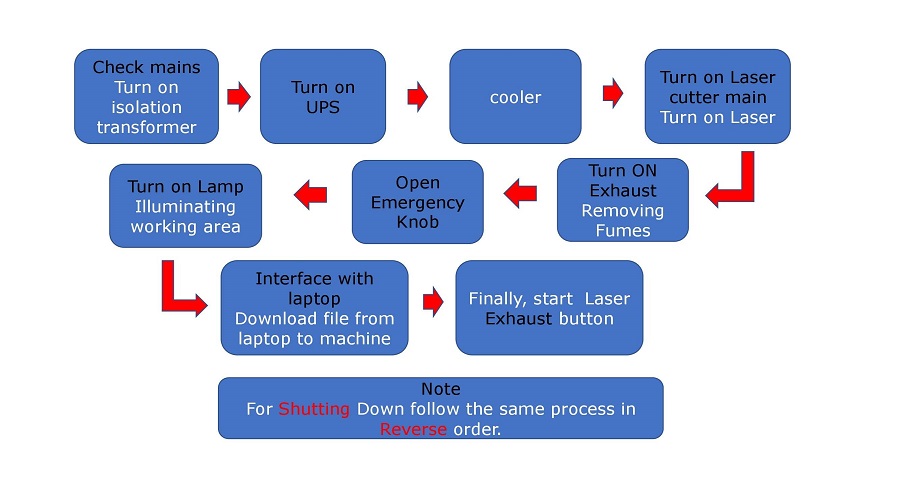 Check mains
Turn on
isolation
transformer
Turn on
UPS
cooler
Turn on Laser
cutter main
Turn on Laser
Turn ON
Exhaust
Removing
Fumes
Open
Emergency
Knob
Turn on Lamp
Illuminating
working area
Interface with
laptop
Download file from
laptop to machine
Finally, start  Laser
Exhaust button
Note
For Shutting Down follow the same process in
Reverse order.